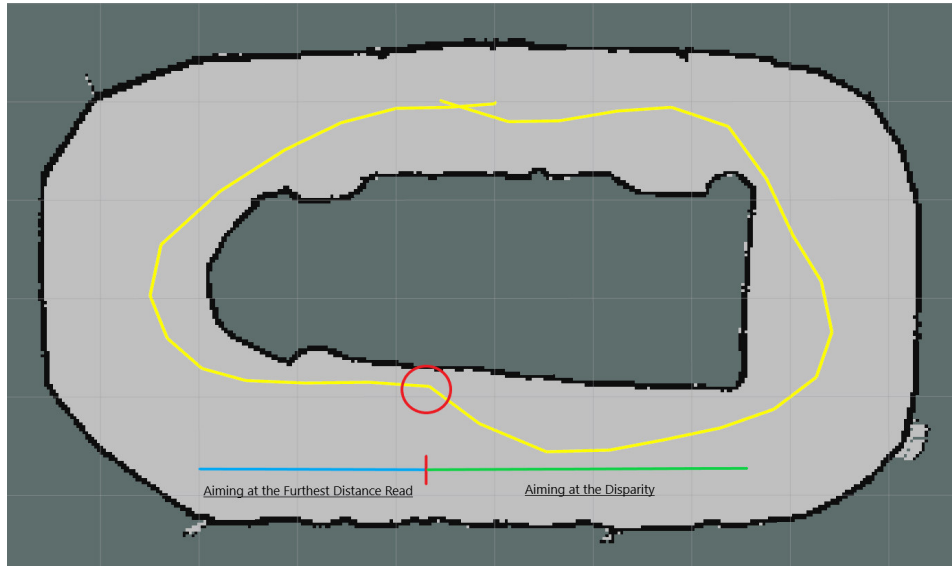 Aiming at the Furthest Distance Read
Aiming at the Disparity